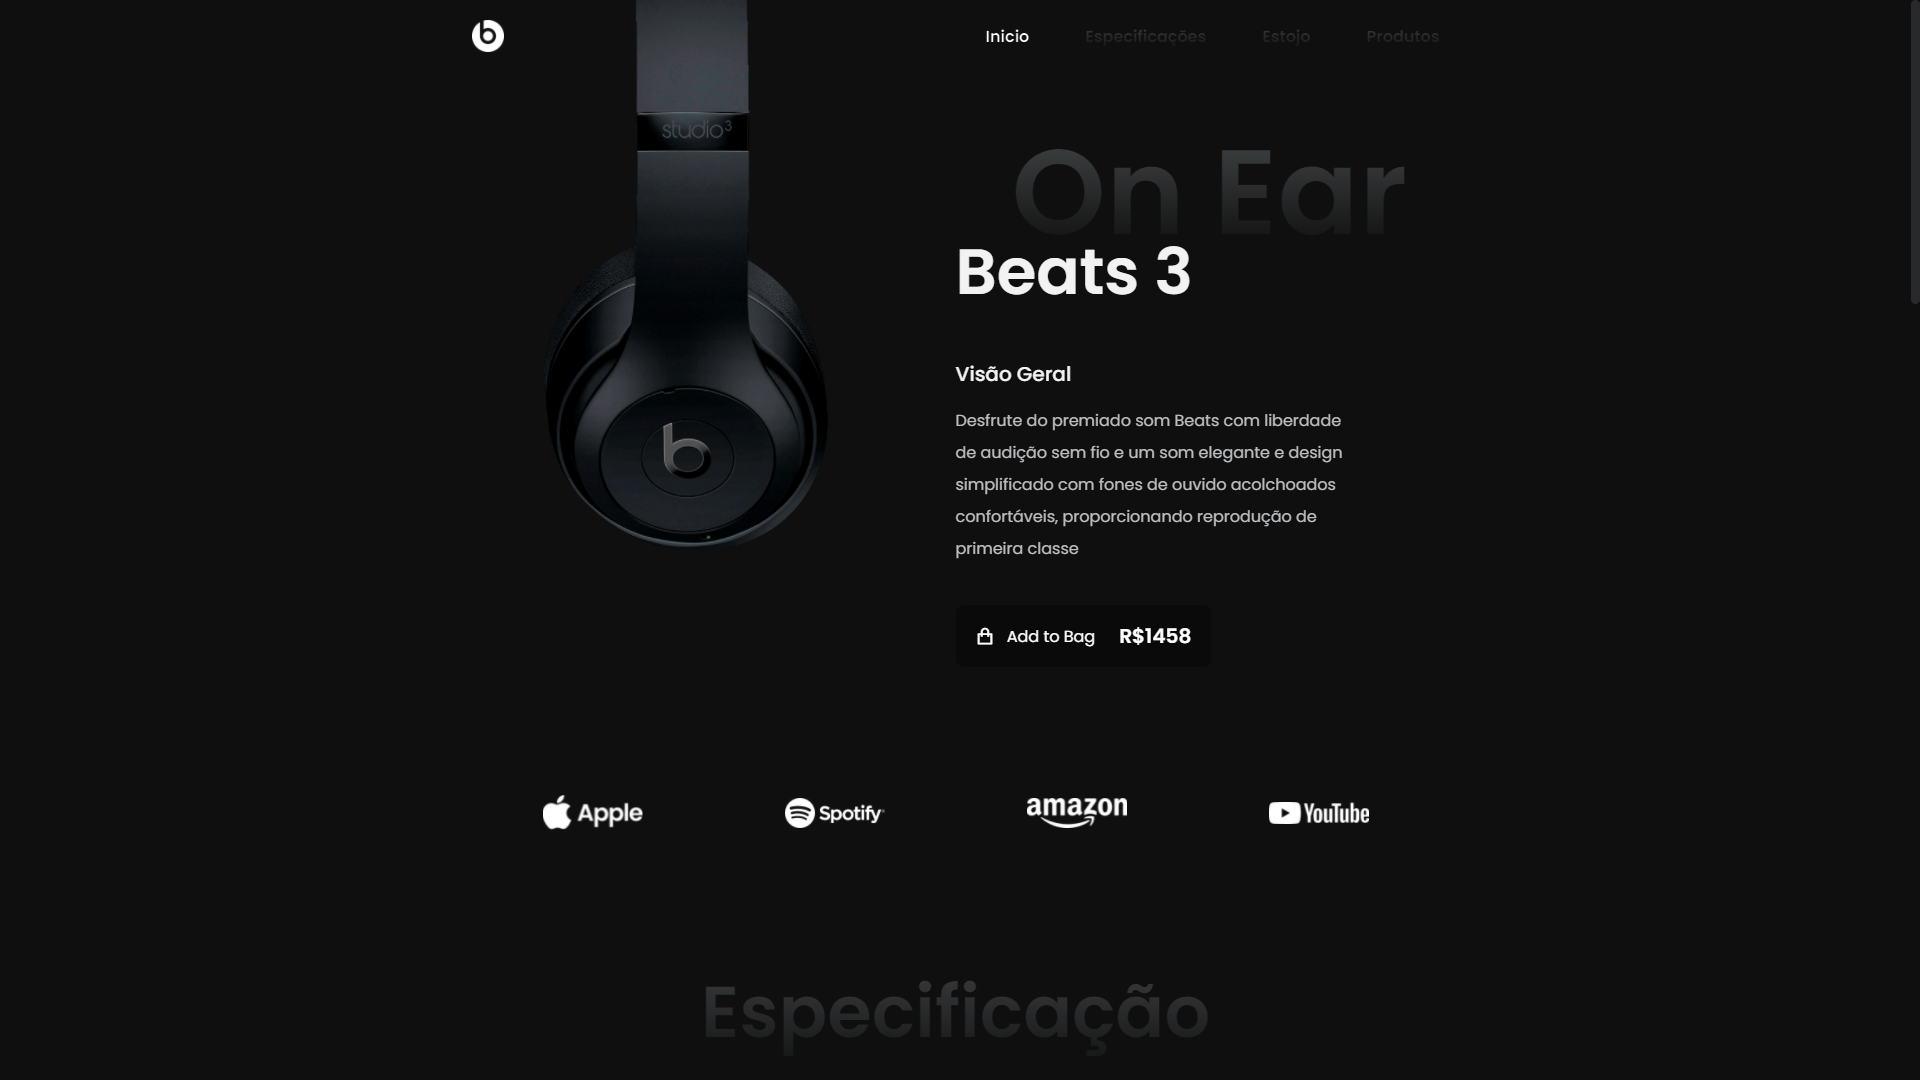 b
Inicio Especificações Estojo Produtos
studio3
On Ear
Beats 3
Visão Geral
Desfrute do premiado som Beats com liberdade
de audição sem fio e um som elegante e design
simplificado com fones de ouvido acolchoados
confortáveis, proporcionando reprodução de
primeira classe
b
Add to Bag R$1458
Apple Spotify amazon YouTube
Especificação